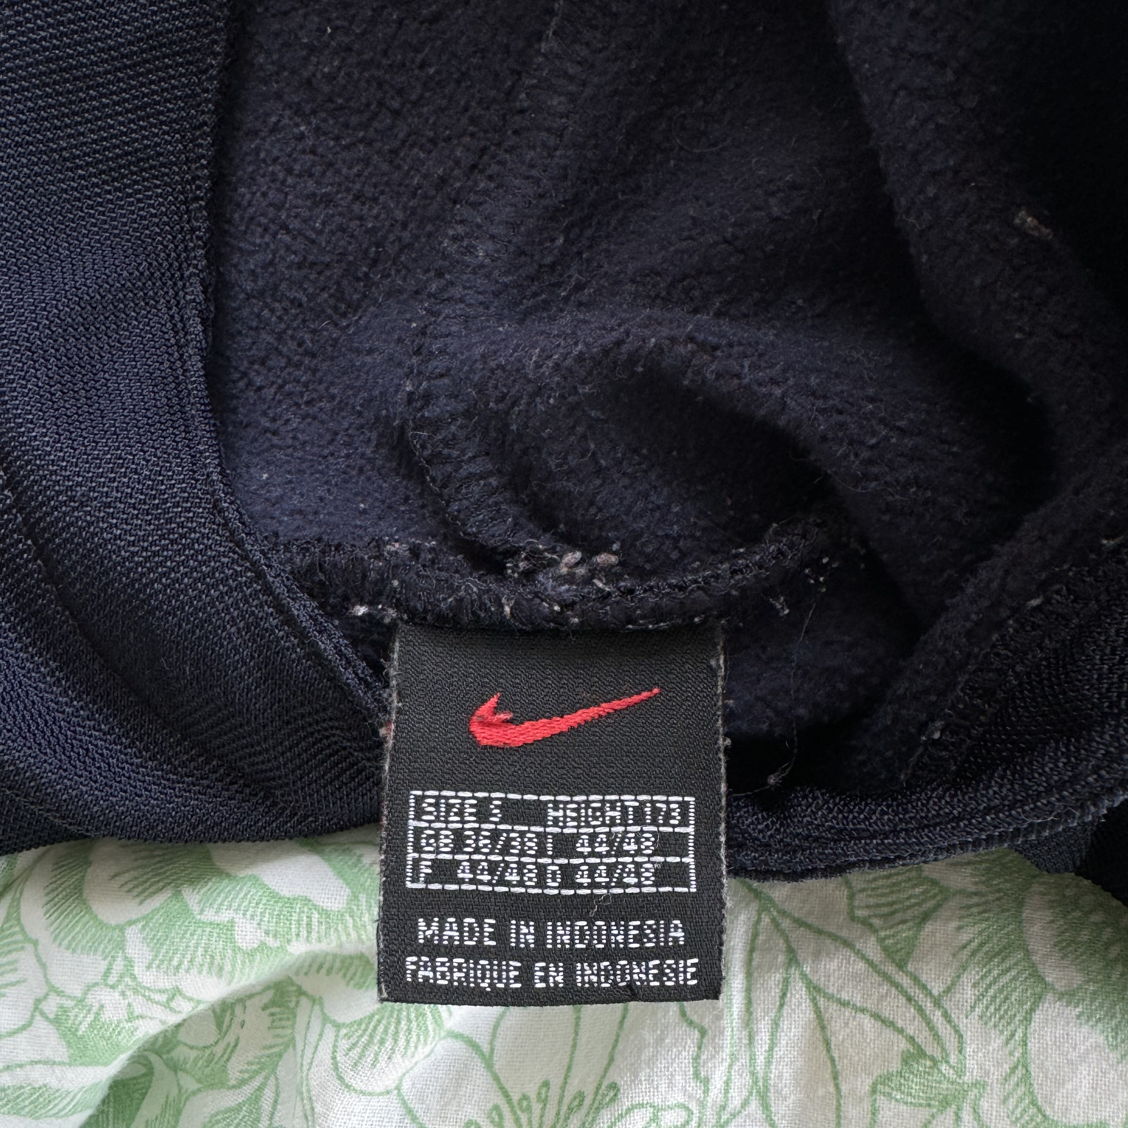 SIZE S HEIGHT 173
GB 36/38 I 44/48
F 44/48 D 44/48
MADE IN INDONESIA
FABRIQUE EN INDONESIE